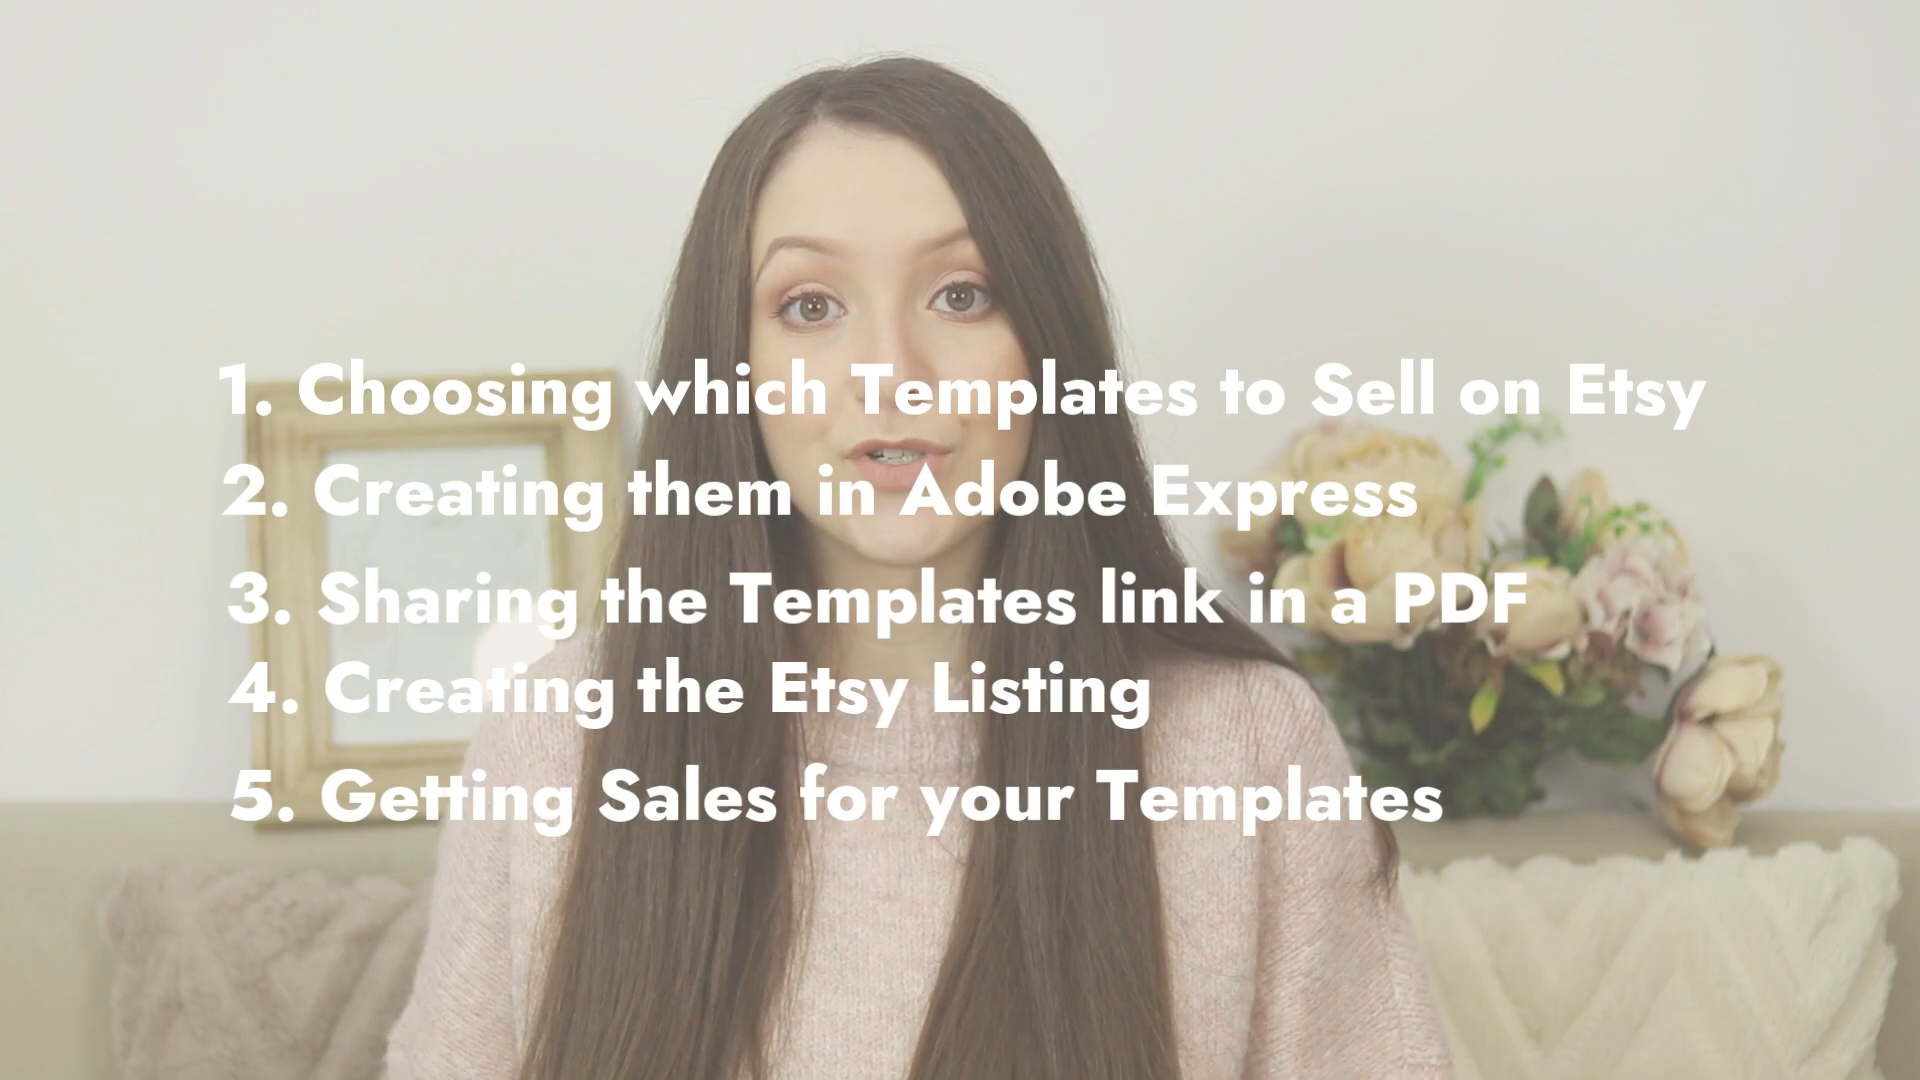 1. Choosing which Templates to Sell on Etsy
2. Creating them in Adobe Express
3. Sharing the Templates link in a PDF
4. Creating the Etsy Listing
5. Getting Sales for your Templates